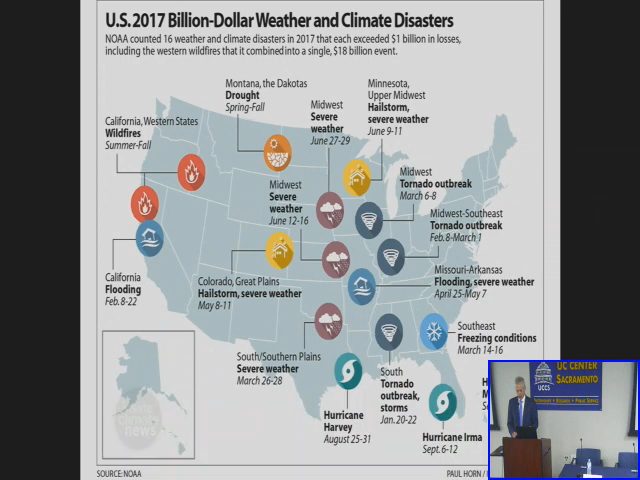 U.S. 2017 Billion-Dollar Weather and Climate Disasters
NOAA counted 16 weather and climate disasters in 2017 that each exceeded $1 billion in losses,
including the western wildfires that it combined into a single, $18 billion event.
Montana, the Dakotas
Drought
Spring-Fall
Minnesota,
Upper Midwest
Hailstorm,
severe weather
June 9-11
Midwest
Severe
weather
June 27-29
California, Western States
Wildfires
Summer-Fall
Midwest
Tornado outbreak
March 6-8
Midwest
Severe
weather
June 12-16
Midwest-Southeast
Tornado outbreak
Feb. 8-March 1
California
Flooding
Feb. 8-22
Colorado, Great Plains
Hailstorm, severe weather
May 8-11
Missouri-Arkansas
Flooding, severe weather
April 25-May 7
Southeast
Freezing conditions
March 14-16
South/Southern Plains
Severe weather
March 26-28
South
Tornado
outbreak,
storms
Jan. 20-22
Hurricane
Harvey
August 25-31
Hurricane Irma
Sept. 6-12
UC CENTER
SACRAMENTO
UCCS
news
SOURCE: NOAA
PAUL HORN /